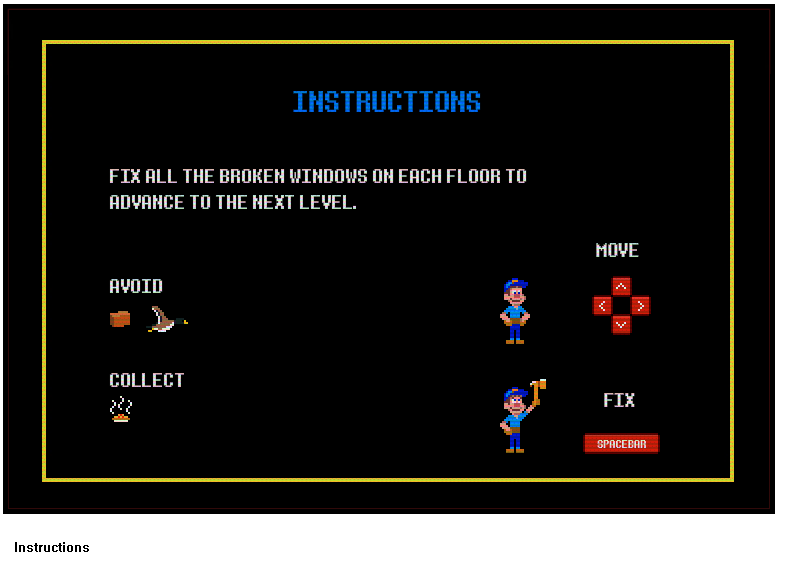 INSTRUCTIONS
FIX ALL THE BROKEN WINDOWS ON EACH FLOOR TO
ADVANCE TO THE NEXT LEVEL.
MOVE
AVOID
COLLECT
FIX
SPACEBAR
Instructions